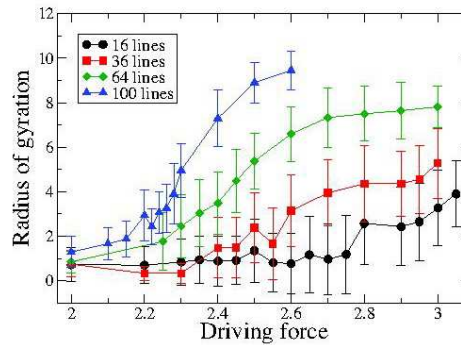 12
10
8
6
4
2
0
Radius of gyration
16 lines
36 lines
64 lines
100 lines
2
2.2
2.4
2.6
2.8
3
Driving force